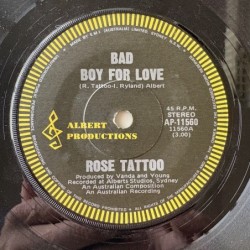 BAD
BOY FOR LOVE
(R. Tattoo-I. Ryland) Albert
45 R.P.M.
STEREO
AP-11560
11560A
(3.00)
ALBERT
PRODUCTIONS
ROSE TATTOO
Produced by Vanda and Young
Recorded at Alberts Studios, Sydney
An Australian Composition
An Australian Recording